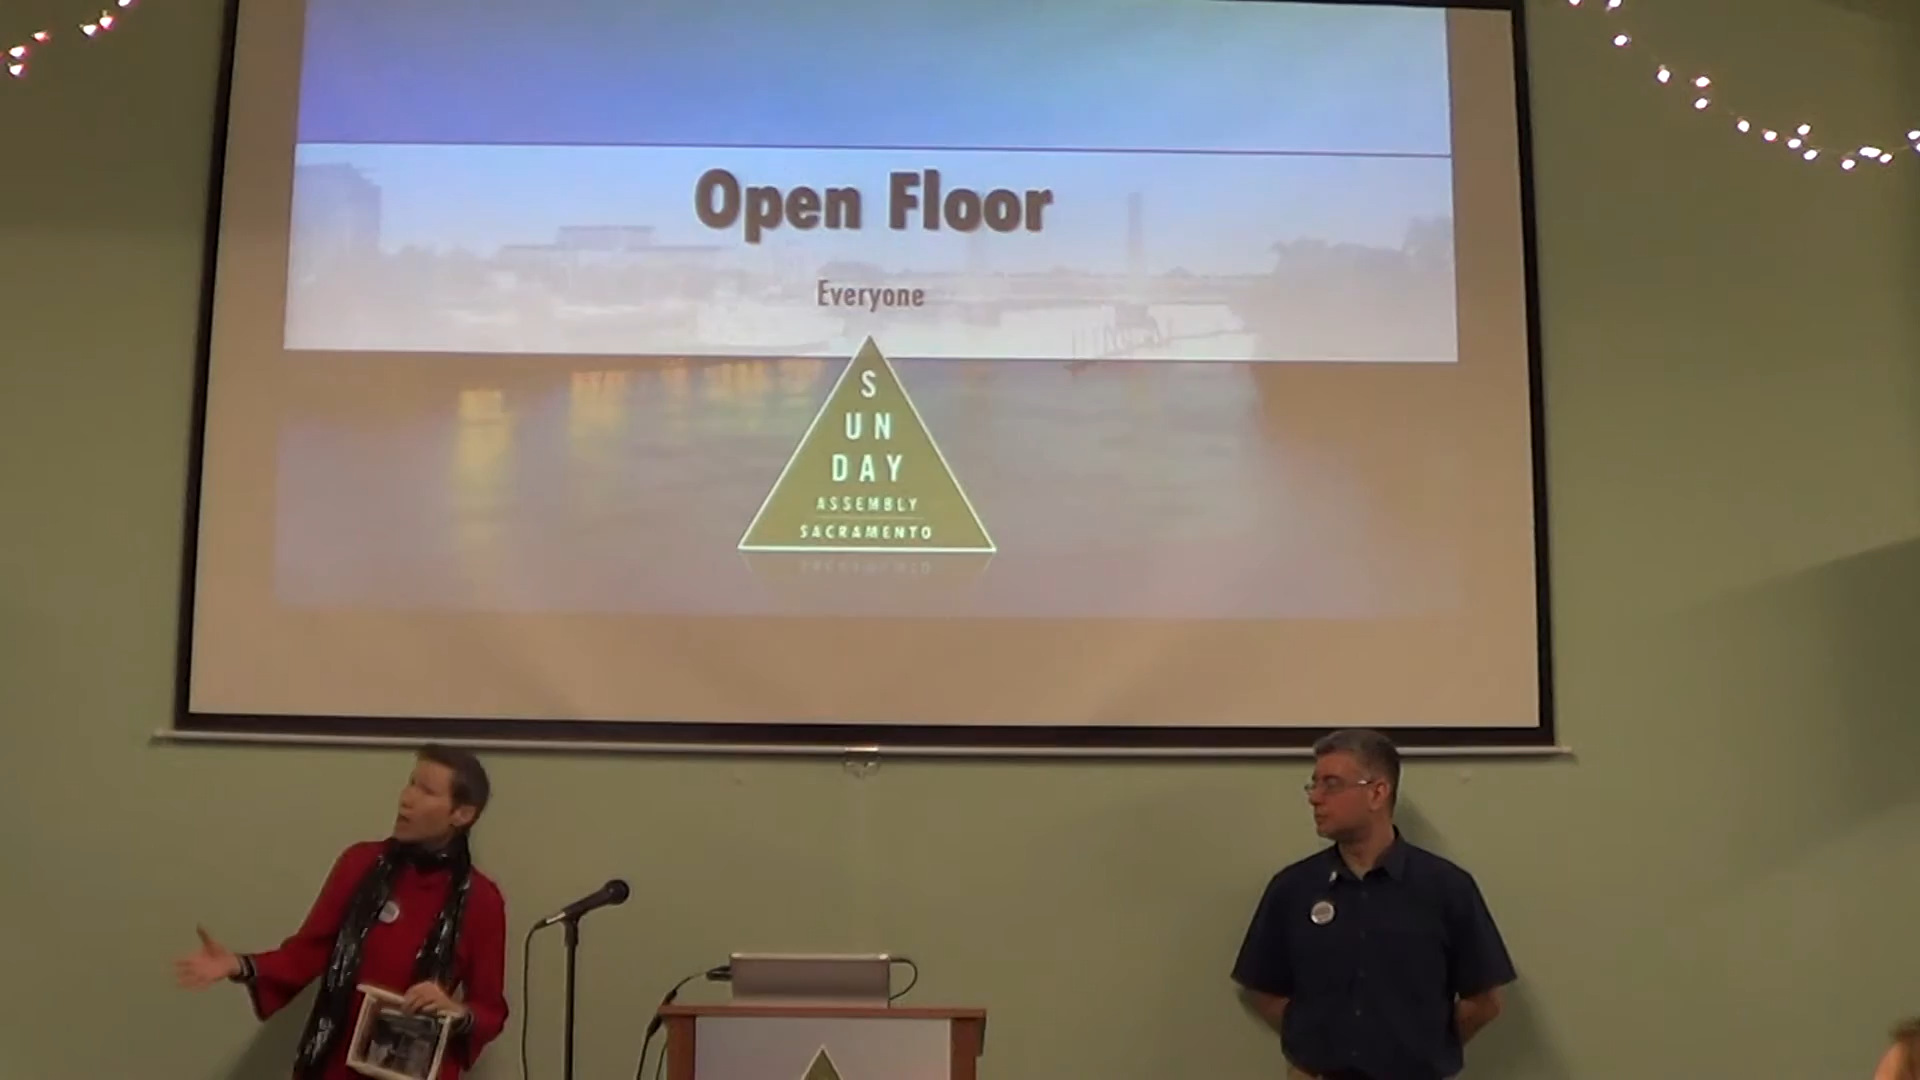 Open Floor
Everyone
S
UN
DAY
ASSEMBLY
SACRAMENTO